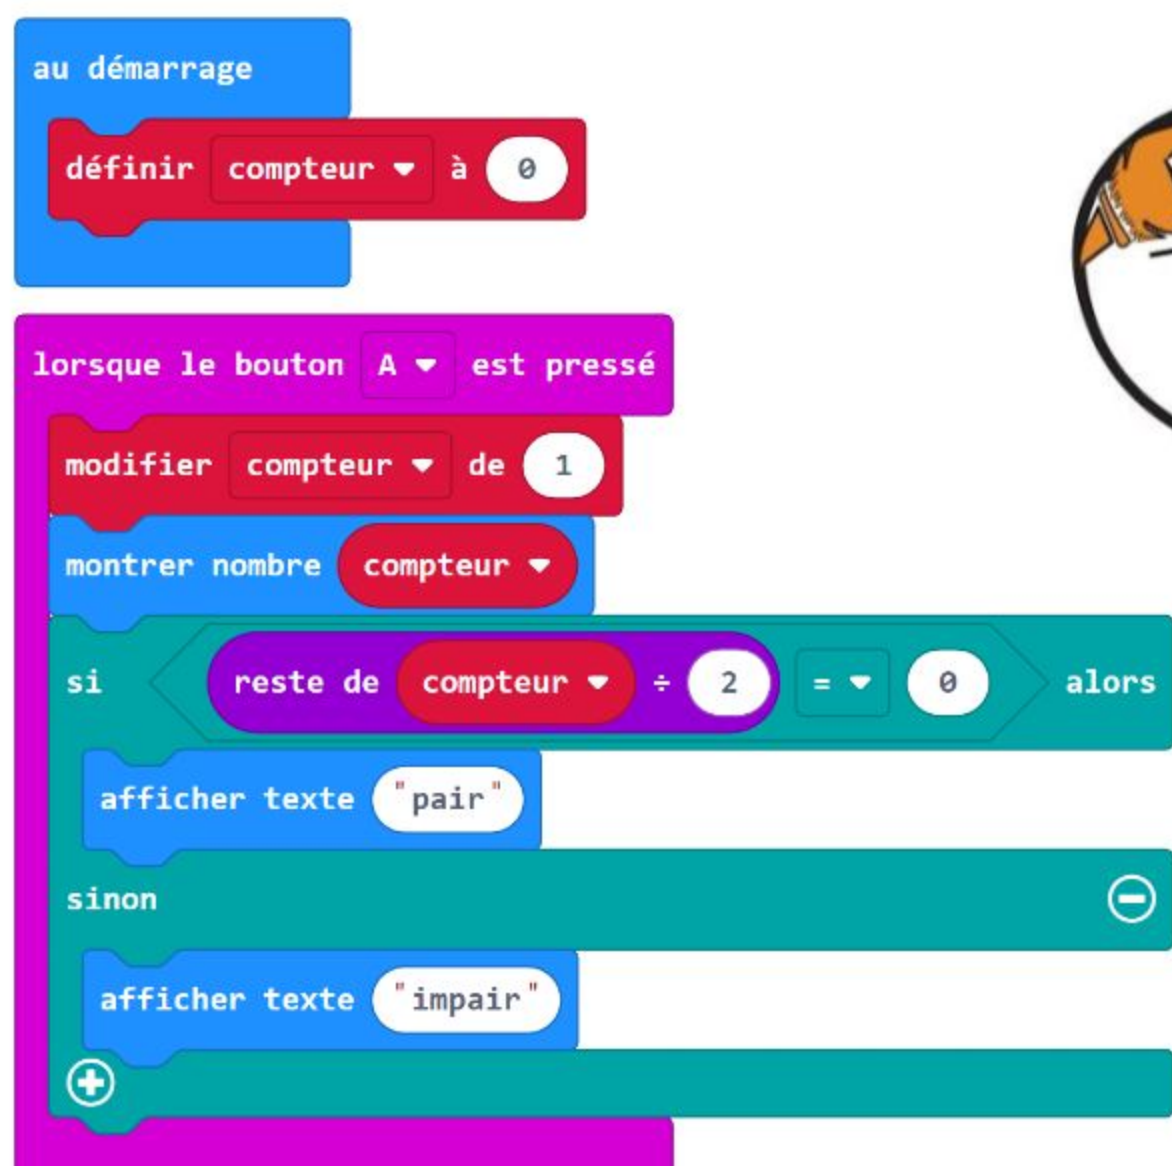 au démarrage
définir compteur à 0
lorsque le bouton A est pressé
modifier compteur de 1
montrer nombre compteur
si reste de compteur ÷ 2 = 0 alors
afficher texte "pair"
sinon
afficher texte "impair"